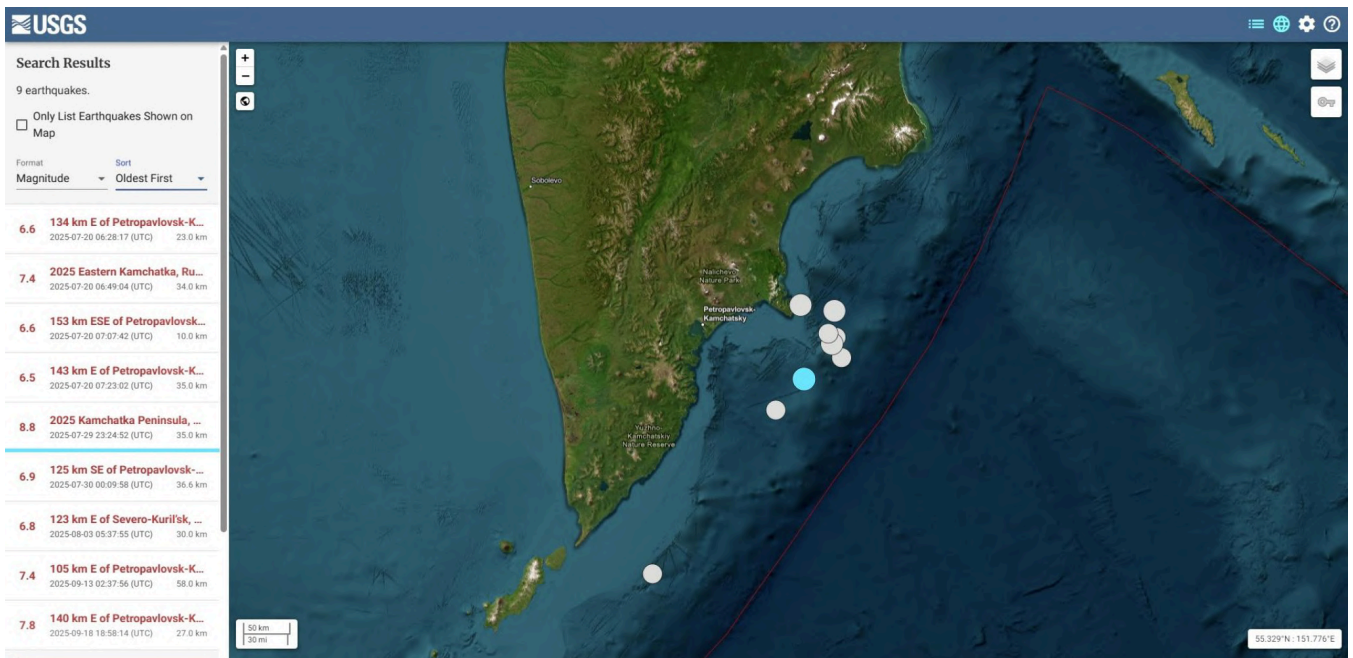 USGS
Search Results
9 earthquakes.
Only List Earthquakes Shown on
Map
Format
Sort
Magnitude
Oldest First
6.6
134 km E of Petropavlovsk-K...
2025-07-20 06:28:17 (UTC)
23.0 km
7.4
2025 Eastern Kamchatka, Ru...
2025-07-20 06:49:04 (UTC)
34.0 km
6.6
153 km ESE of Petropavlovsk...
2025-07-20 07:07:42 (UTC)
10.0 km
6.5
143 km E of Petropavlovsk-K...
2025-07-20 07:23:02 (UTC)
35.0 km
8.8
2025 Kamchatka Peninsula, ...
2025-07-29 23:24:52 (UTC)
35.0 km
6.9
125 km SE of Petropavlovsk-...
2025-07-30 00:09:58 (UTC)
36.6 km
6.8
123 km E of Severo-Kuril'sk, ...
2025-08-03 05:37:55 (UTC)
30.0 km
7.4
105 km E of Petropavlovsk-K...
2025-09-13 02:37:56 (UTC)
58.0 km
7.8
140 km E of Petropavlovsk-K...
2025-09-18 18:58:14 (UTC)
27.0 km
+
−
Sobolevo
Nalichevo
Nature Park
Petropavlovsk-
Kamchatsky
Yuzhno-
Kamchatskiy
Nature Reserve
50 km
30 mi
55.329°N : 151.776°E